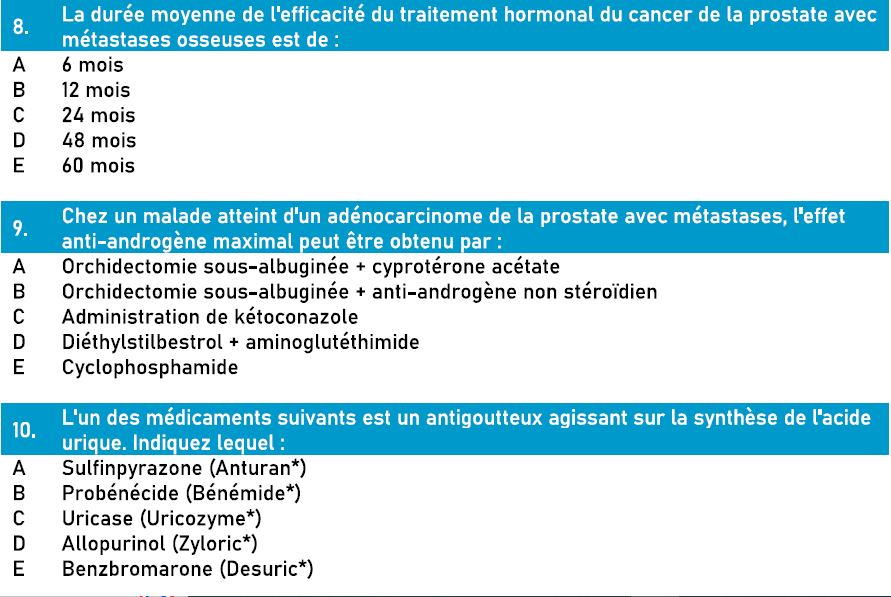 8. La durée moyenne de l'efficacité du traitement hormonal du cancer de la prostate avec
métastases osseuses est de :
A 6 mois
B 12 mois
C 24 mois
D 48 mois
E 60 mois
9. Chez un malade atteint d'un adénocarcinome de la prostate avec métastases, l'effet
anti-androgène maximal peut être obtenu par :
A Orchidectomie sous-albuginée + cyprotérone acétate
B Orchidectomie sous-albuginée + anti-androgène non stéroïdien
C Administration de kétoconazole
D Diéthylstilbestrol + aminoglutéthimide
E Cyclophosphamide
10. L'un des médicaments suivants est un antigoutteux agissant sur la synthèse de l'acide
urique. Indiquez lequel :
A Sulfinpyrazone (Anturan*)
B Probénécide (Bénémide*)
C Uricase (Uricozyme*)
D Allopurinol (Zyloric*)
E Benzbromarone (Desuric*)